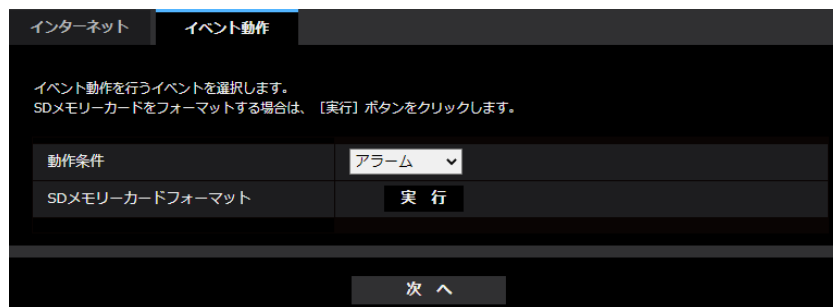 インターネット イベント動作
イベント動作を行うイベントを選択します。
SDメモリーカードをフォーマットする場合は、［実行］ボタンをクリックします。
動作条件 アラーム
SDメモリーカードフォーマット 実 行
次 へ